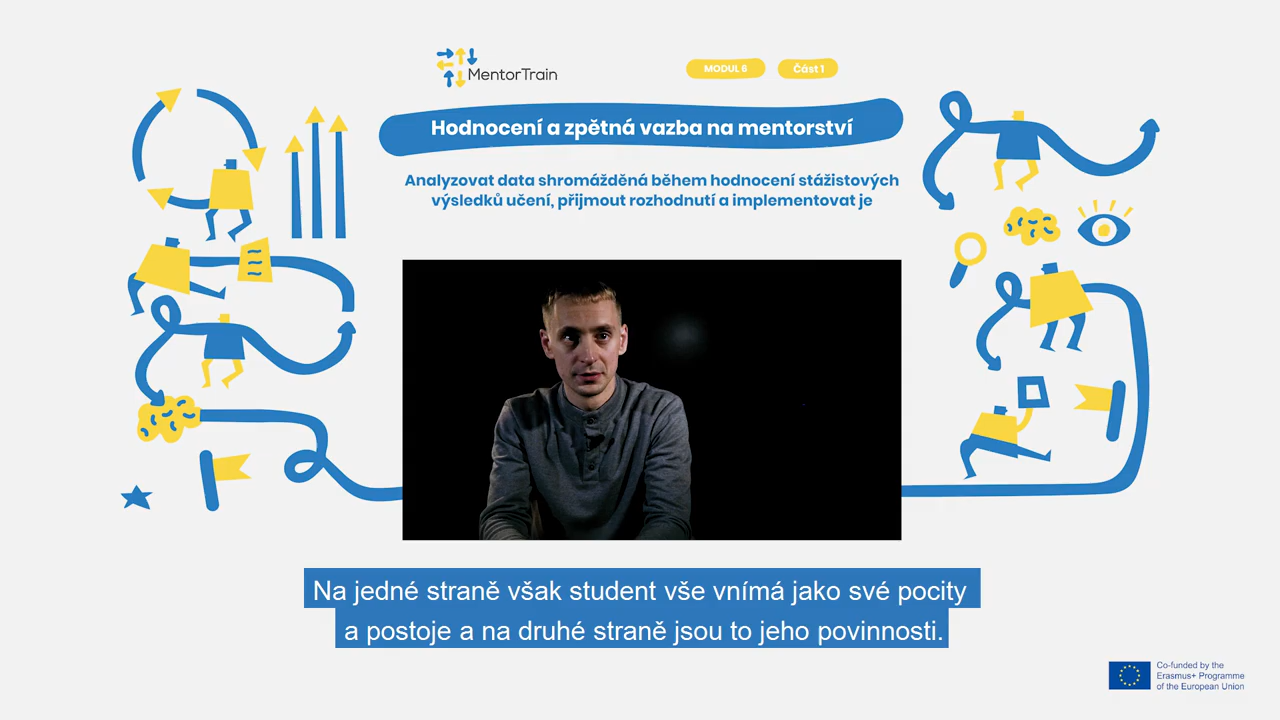 MentorTrain
MODUL 6
Část 1
Hodnocení a zpětná vazba na mentorství
Analyzovat data shromážděná během hodnocení stážistových
výsledků učení, přijmout rozhodnutí a implementovat je
Na jedné straně však student vše vnímá jako své pocity
a postoje a na druhé straně jsou to jeho povinnosti.
Co-funded by the
Erasmus+ Programme
of the European Union